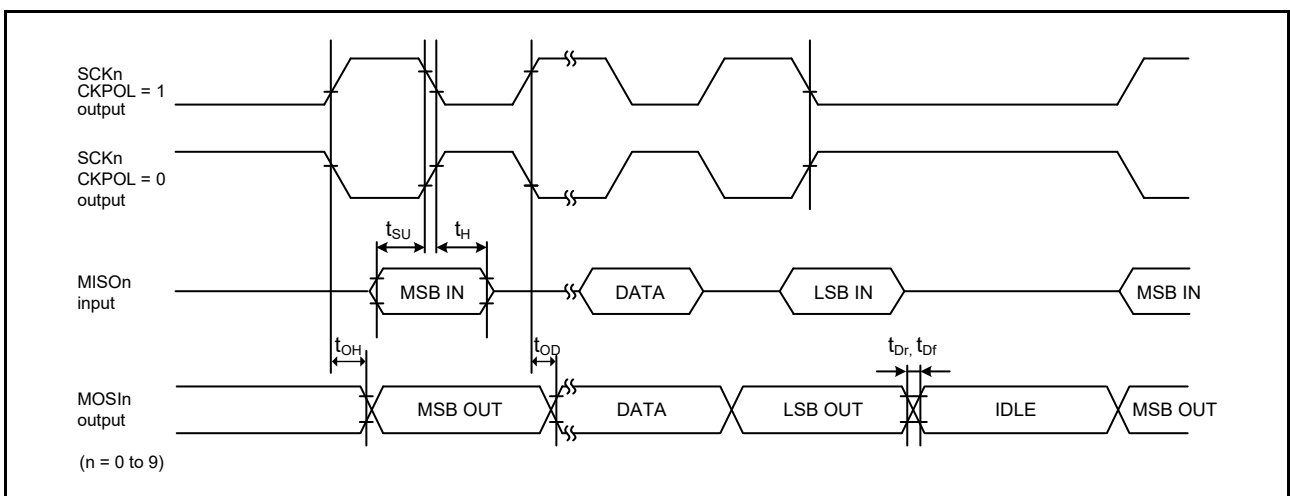 SCKn
CKPOL = 1
output
SCKn
CKPOL = 0
output
tSU
tH
MISOn
input
MSB IN
DATA
LSB IN
MSB IN
tOH
tOD
tDr, tDf
MOSIn
output
MSB OUT
DATA
LSB OUT
IDLE
MSB OUT
(n = 0 to 9)